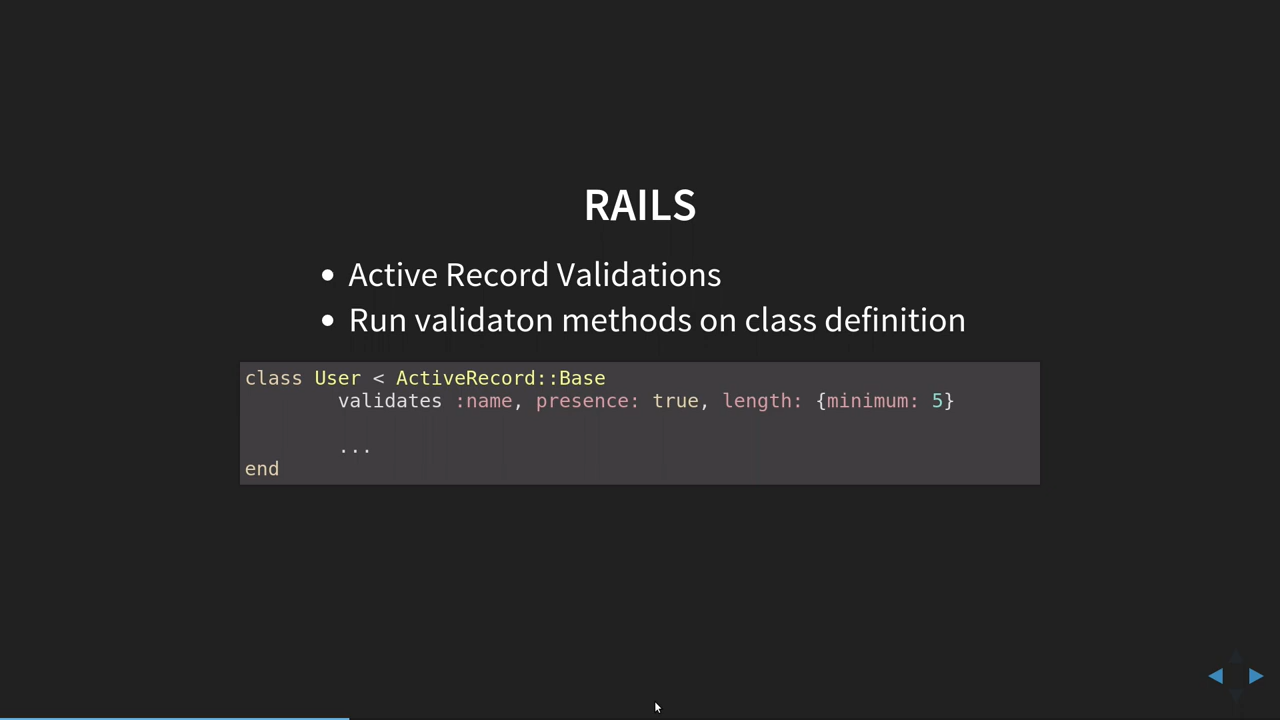 RAILS
• Active Record Validations
• Run validaton methods on class definition
class User < ActiveRecord::Base
        validates :name, presence: true, length: {minimum: 5}
        ...
end